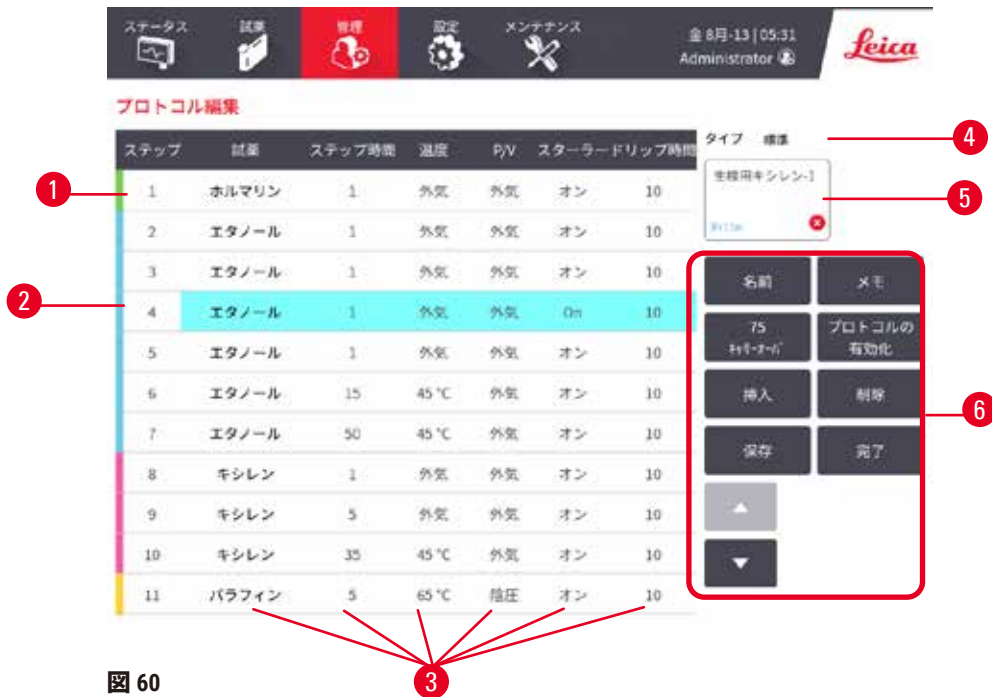 ステータス 試薬 管理 設定 メンテナンス 金 8月-13 | 05:31
Administrator
Leica
プロトコル編集
ステップ 試薬 ステップ時間 温度 P/V スターラー ドリップ時間
タイプ 標準
4
生検用キシレン-1
5
1
1 ホルマリン 1 外気 外気 オン 10
2 エタノール 1 外気 外気 オン 10
3 エタノール 1 外気 外気 オン 10
2
4 エタノール 1 外気 外気 On 10
5 エタノール 1 外気 外気 オン 10
6 エタノール 15 45 °C 外気 オン 10
7 エタノール 50 45 °C 外気 オン 10
8 キシレン 1 外気 外気 オン 10
9 キシレン 5 外気 外気 オン 10
10 キシレン 35 45 °C 外気 オン 10
11 パラフィン 5 65 °C 陰圧 オン 10
名前 メモ
75
キャリーオーバ
プロトコルの
有効化
挿入 削除
6
保存 完了
3
図 60